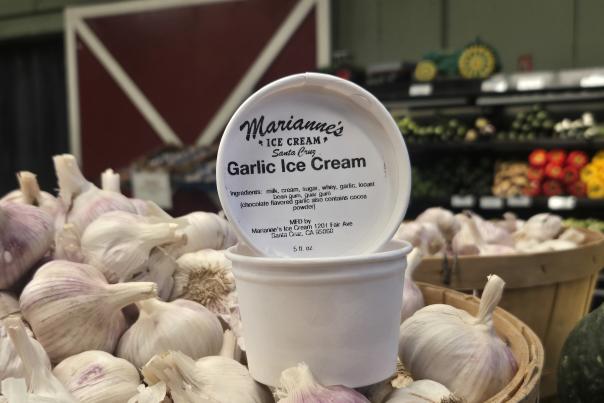 Marianne's
ICE CREAM
Santa Cruz
Garlic Ice Cream
Ingredients: milk, cream, sugar, whey, garlic, locust
bean gum, guar gum
(chocolate flavored garlic also contains cocoa
powder)
MFD by
Marianne's Ice Cream 1201 Fair Ave
Santa Cruz, CA 95060
5 fl. oz